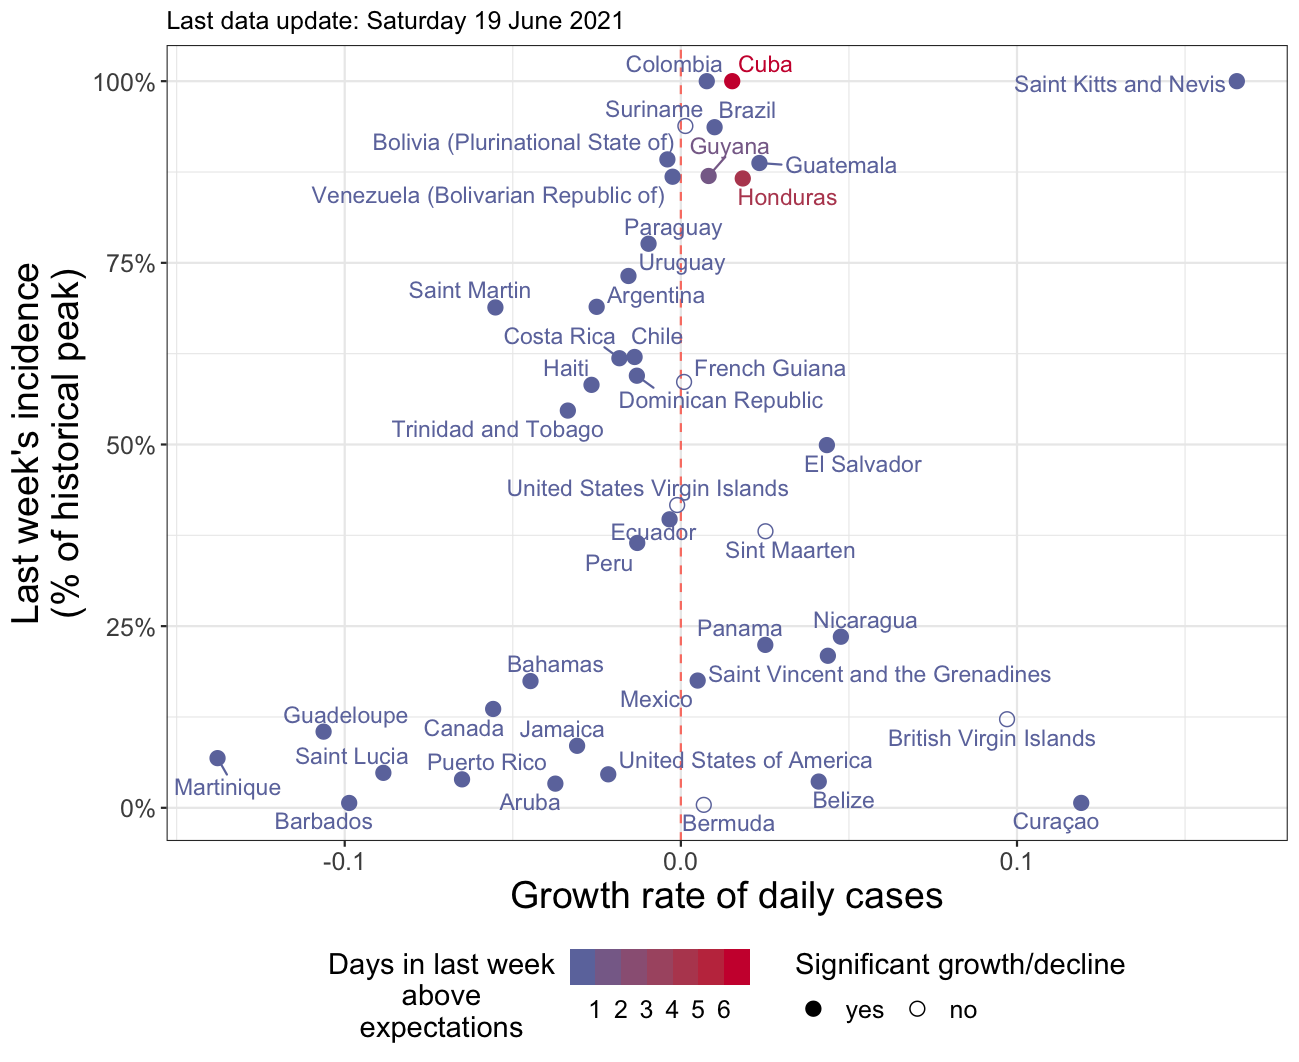 Last data update: Saturday 19 June 2021
Last week's incidence
(% of historical peak)
100%
75%
50%
25%
0%
Colombia
Cuba
Saint Kitts and Nevis
Suriname
Brazil
Bolivia (Plurinational State of)
Guyana
Guatemala
Venezuela (Bolivarian Republic of)
Honduras
Paraguay
Uruguay
Saint Martin
Argentina
Costa Rica
Chile
Haiti
French Guiana
Dominican Republic
Trinidad and Tobago
El Salvador
United States Virgin Islands
Ecuador
Sint Maarten
Peru
Nicaragua
Panama
Bahamas
Saint Vincent and the Grenadines
Mexico
Guadeloupe
Canada
Jamaica
British Virgin Islands
Saint Lucia
Puerto Rico
United States of America
Martinique
Aruba
Belize
Barbados
Bermuda
Curaçao
-0.1
0.0
0.1
Growth rate of daily cases
Days in last week
above
expectations
1 2 3 4 5 6
Significant growth/decline
yes
no